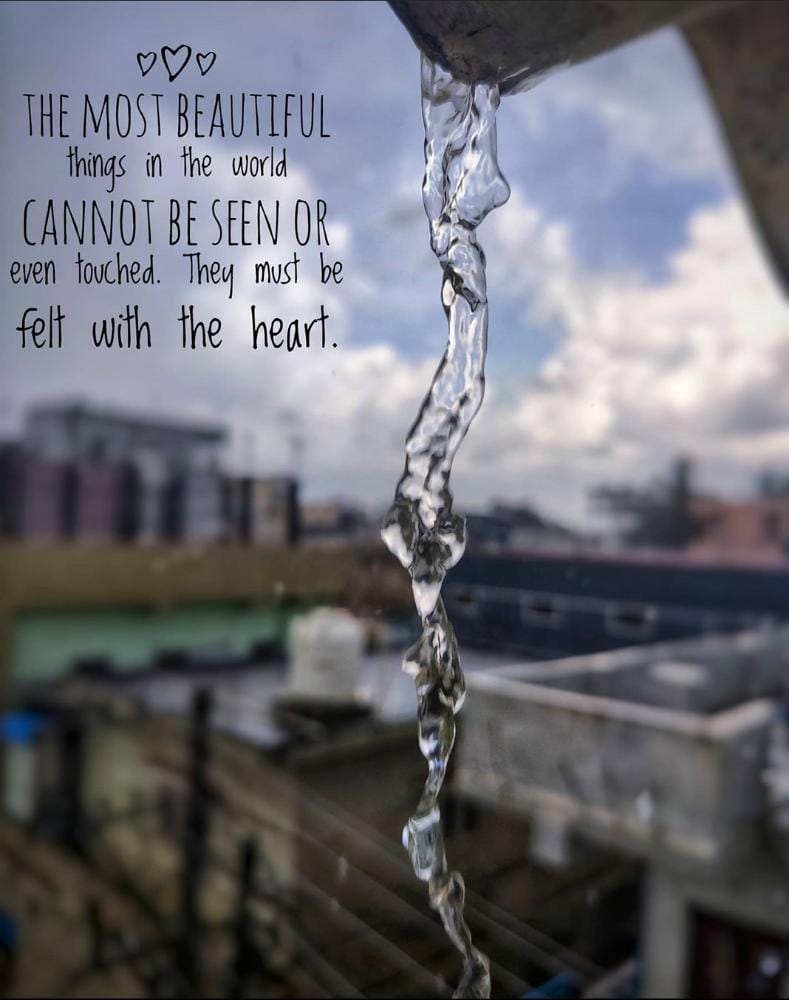 THE MOST BEAUTIFUL
things in the world
CANNOT BE SEEN OR
even touched. They must be
felt with the heart.